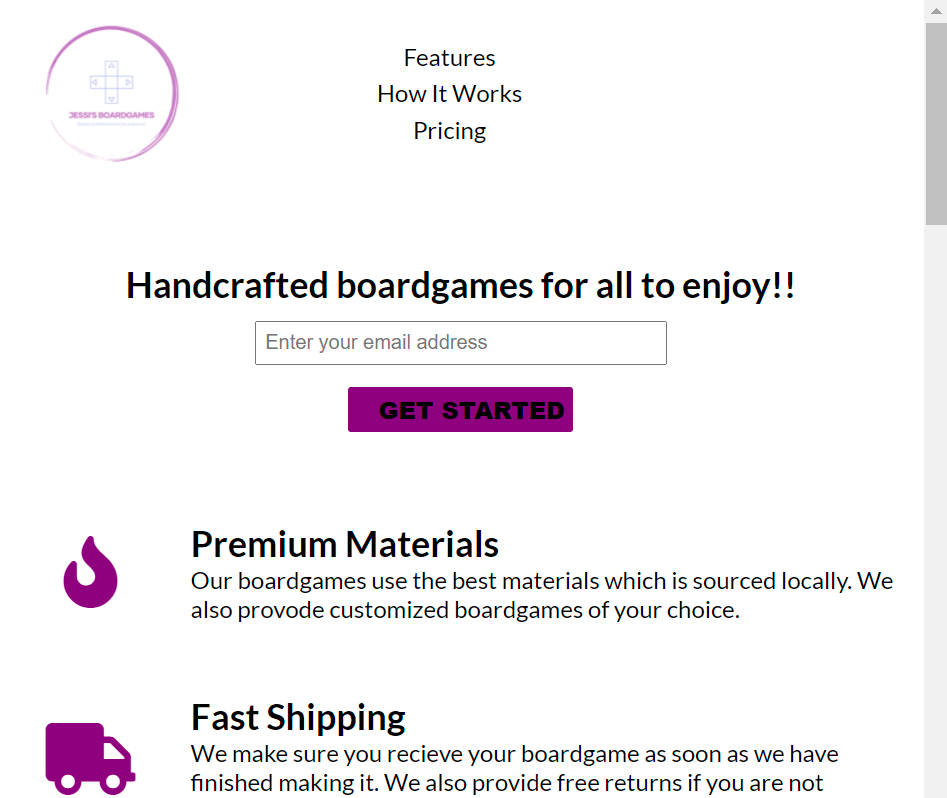 JESSI'S BOARDGAMES
Features
How It Works
Pricing
Handcrafted boardgames for all to enjoy!!
Enter your email address
GET STARTED
Premium Materials
Our boardgames use the best materials which is sourced locally. We
also provode customized boardgames of your choice.
Fast Shipping
We make sure you recieve your boardgame as soon as we have
finished making it. We also provide free returns if you are not